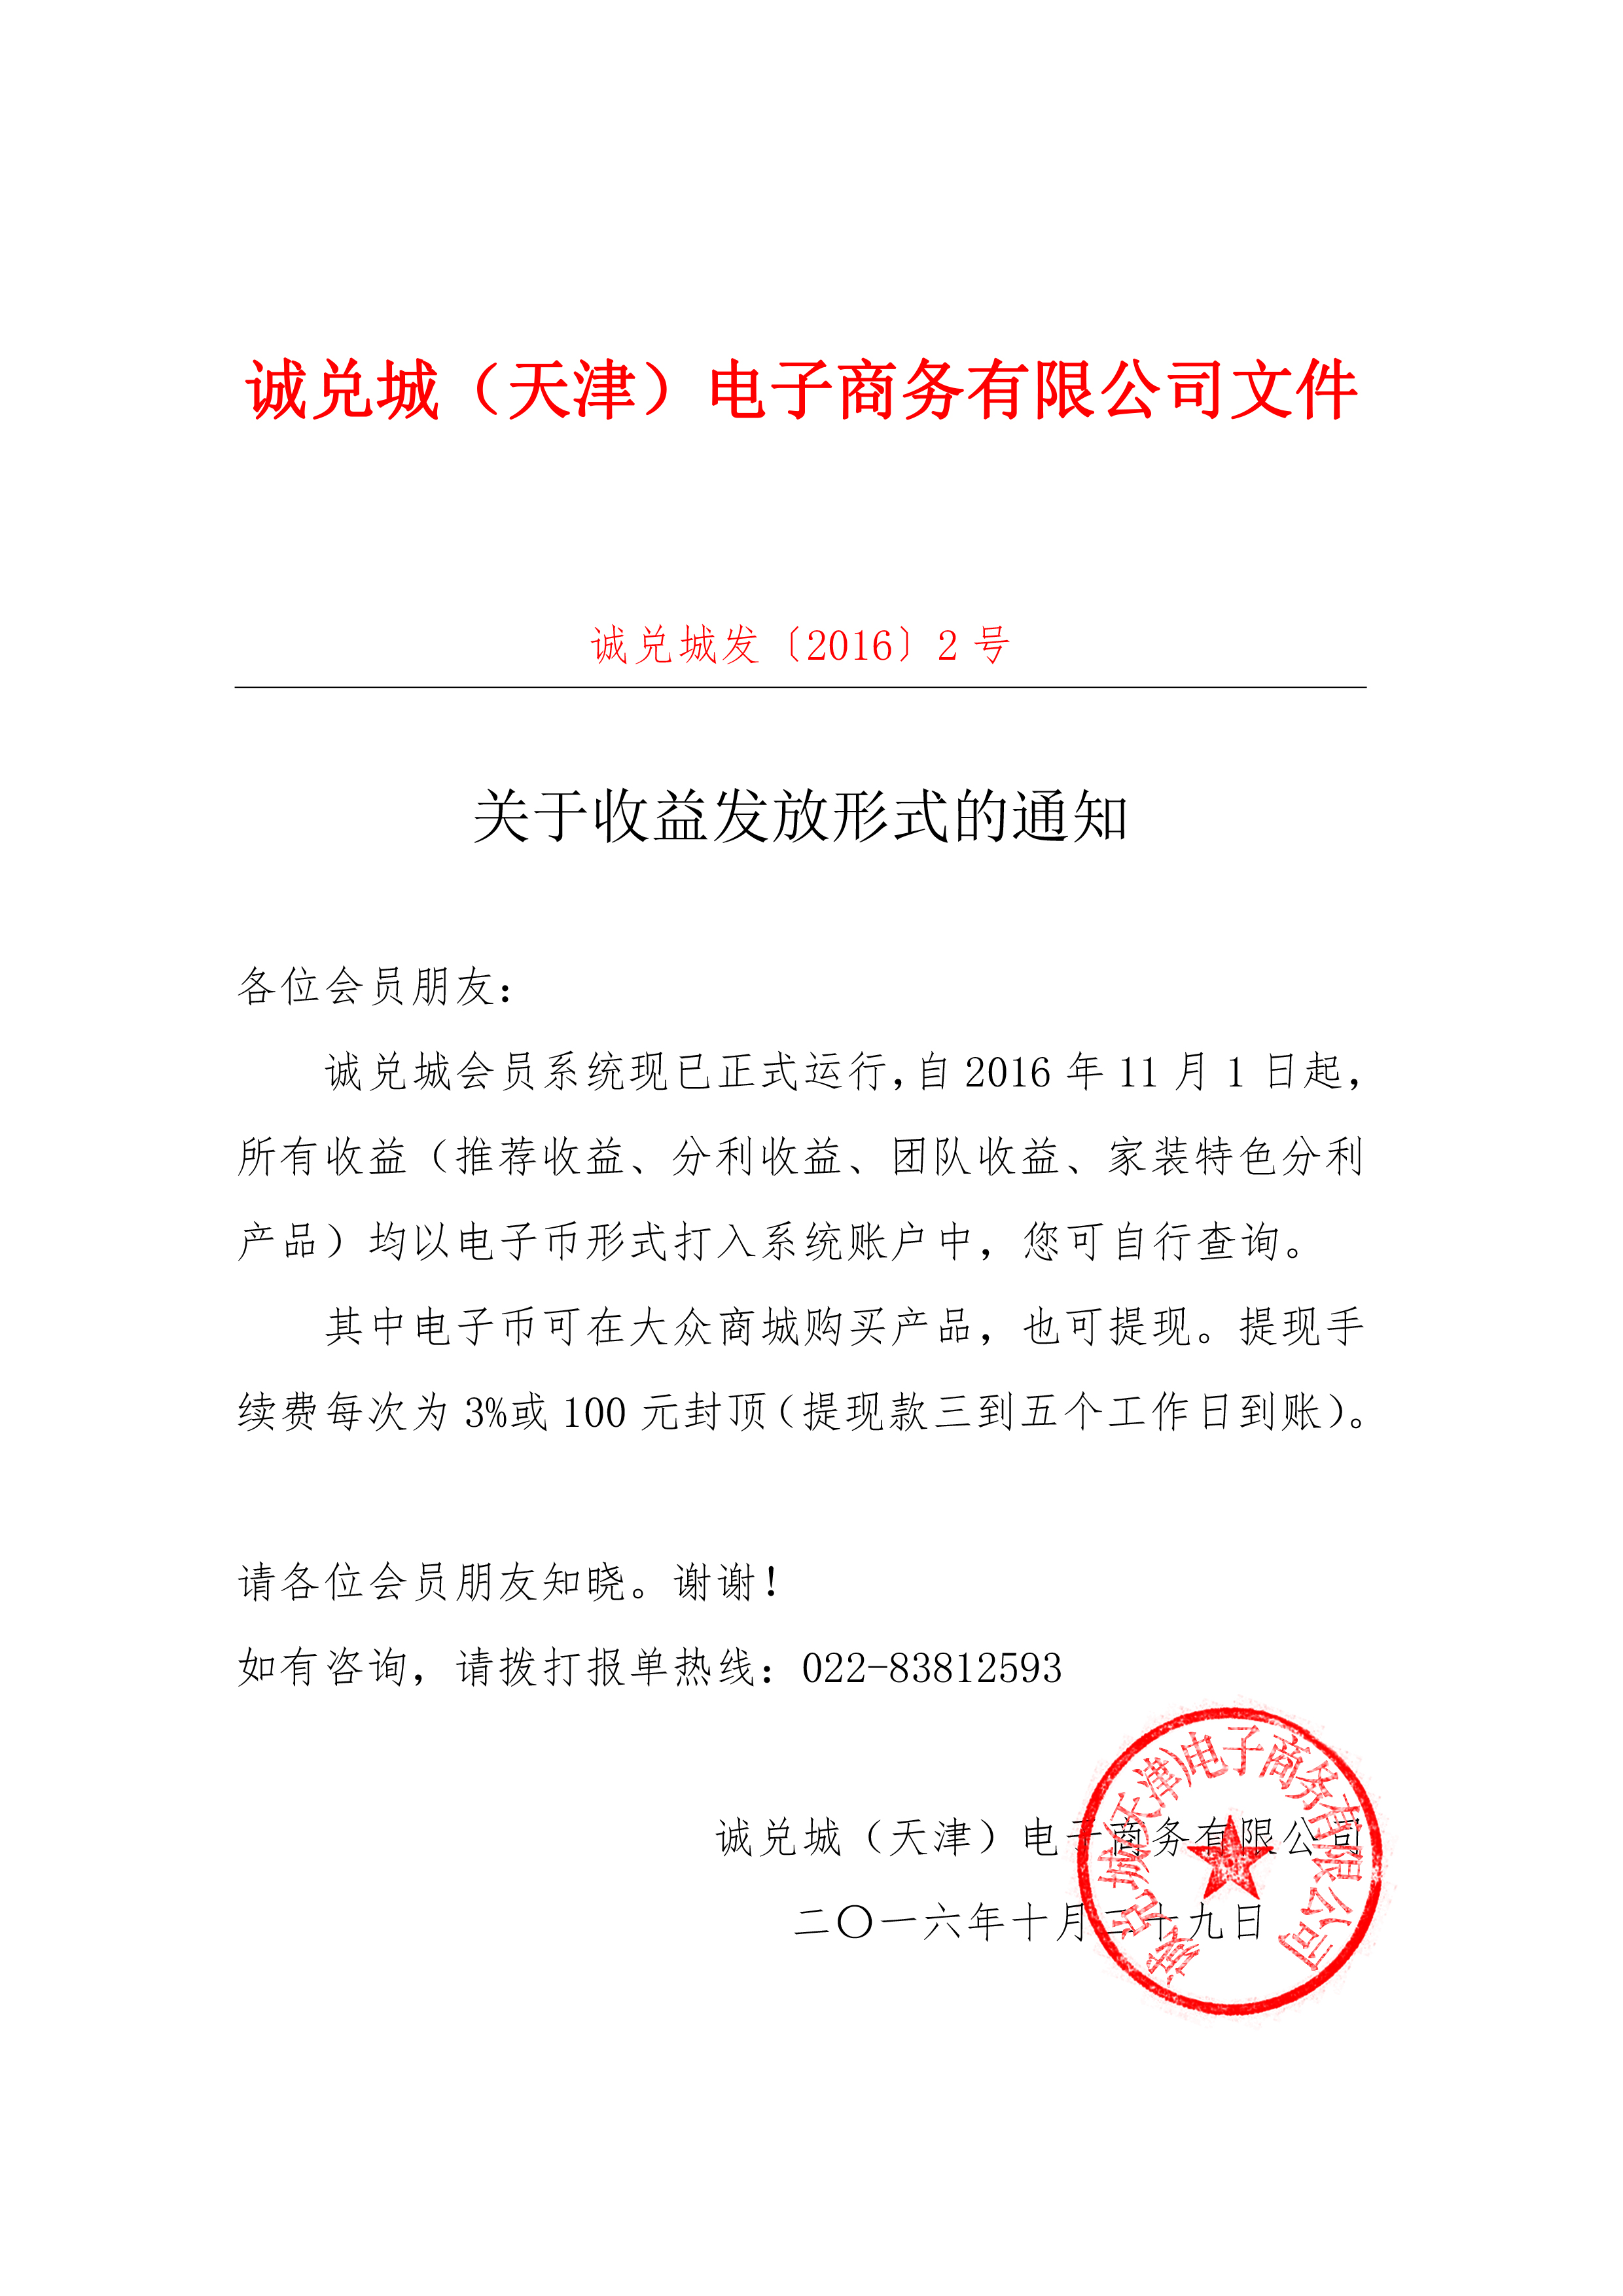 诚兑城（天津）电子商务有限公司文件
诚兑城发〔2016〕2 号
关于收益发放形式的通知
各位会员朋友：
诚兑城会员系统现已正式运行，自 2016 年 11 月 1 日起，
所有收益（推荐收益、分利收益、团队收益、家装特色分利
产品）均以电子币形式打入系统账户中，您可自行查询。
其中电子币可在大众商城购买产品，也可提现。提现手
续费每次为 3%或 100 元封顶（提现款三到五个工作日到账）。
请各位会员朋友知晓。谢谢！
如有咨询，请拨打报单热线：022-83812593
诚兑城（天津）电子商务有限公司
二〇一六年十月二十九日
诚兑城(天津)电子商务有限公司